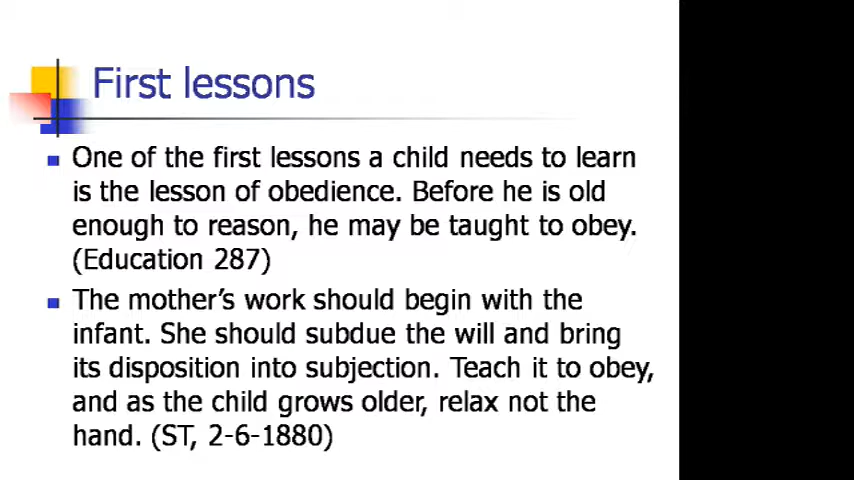 First lessons
One of the first lessons a child needs to learn
is the lesson of obedience. Before he is old
enough to reason, he may be taught to obey.
(Education 287)
The mother's work should begin with the
infant. She should subdue the will and bring
its disposition into subjection. Teach it to obey,
and as the child grows older, relax not the
hand. (ST, 2-6-1880)